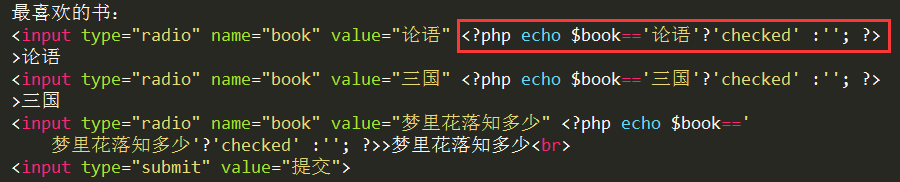 最喜欢的书:
<input type="radio" name="book" value="论语" <?php echo $book=='论语'?'checked' :''; ?>
>论语
<input type="radio" name="book" value="三国" <?php echo $book=='三国'?'checked' :''; ?>
>三国
<input type="radio" name="book" value="梦里花落知多少" <?php echo $book=='
梦里花落知多少'?'checked' :''; ?>>梦里花落知多少<br>
<input type="submit" value="提交">